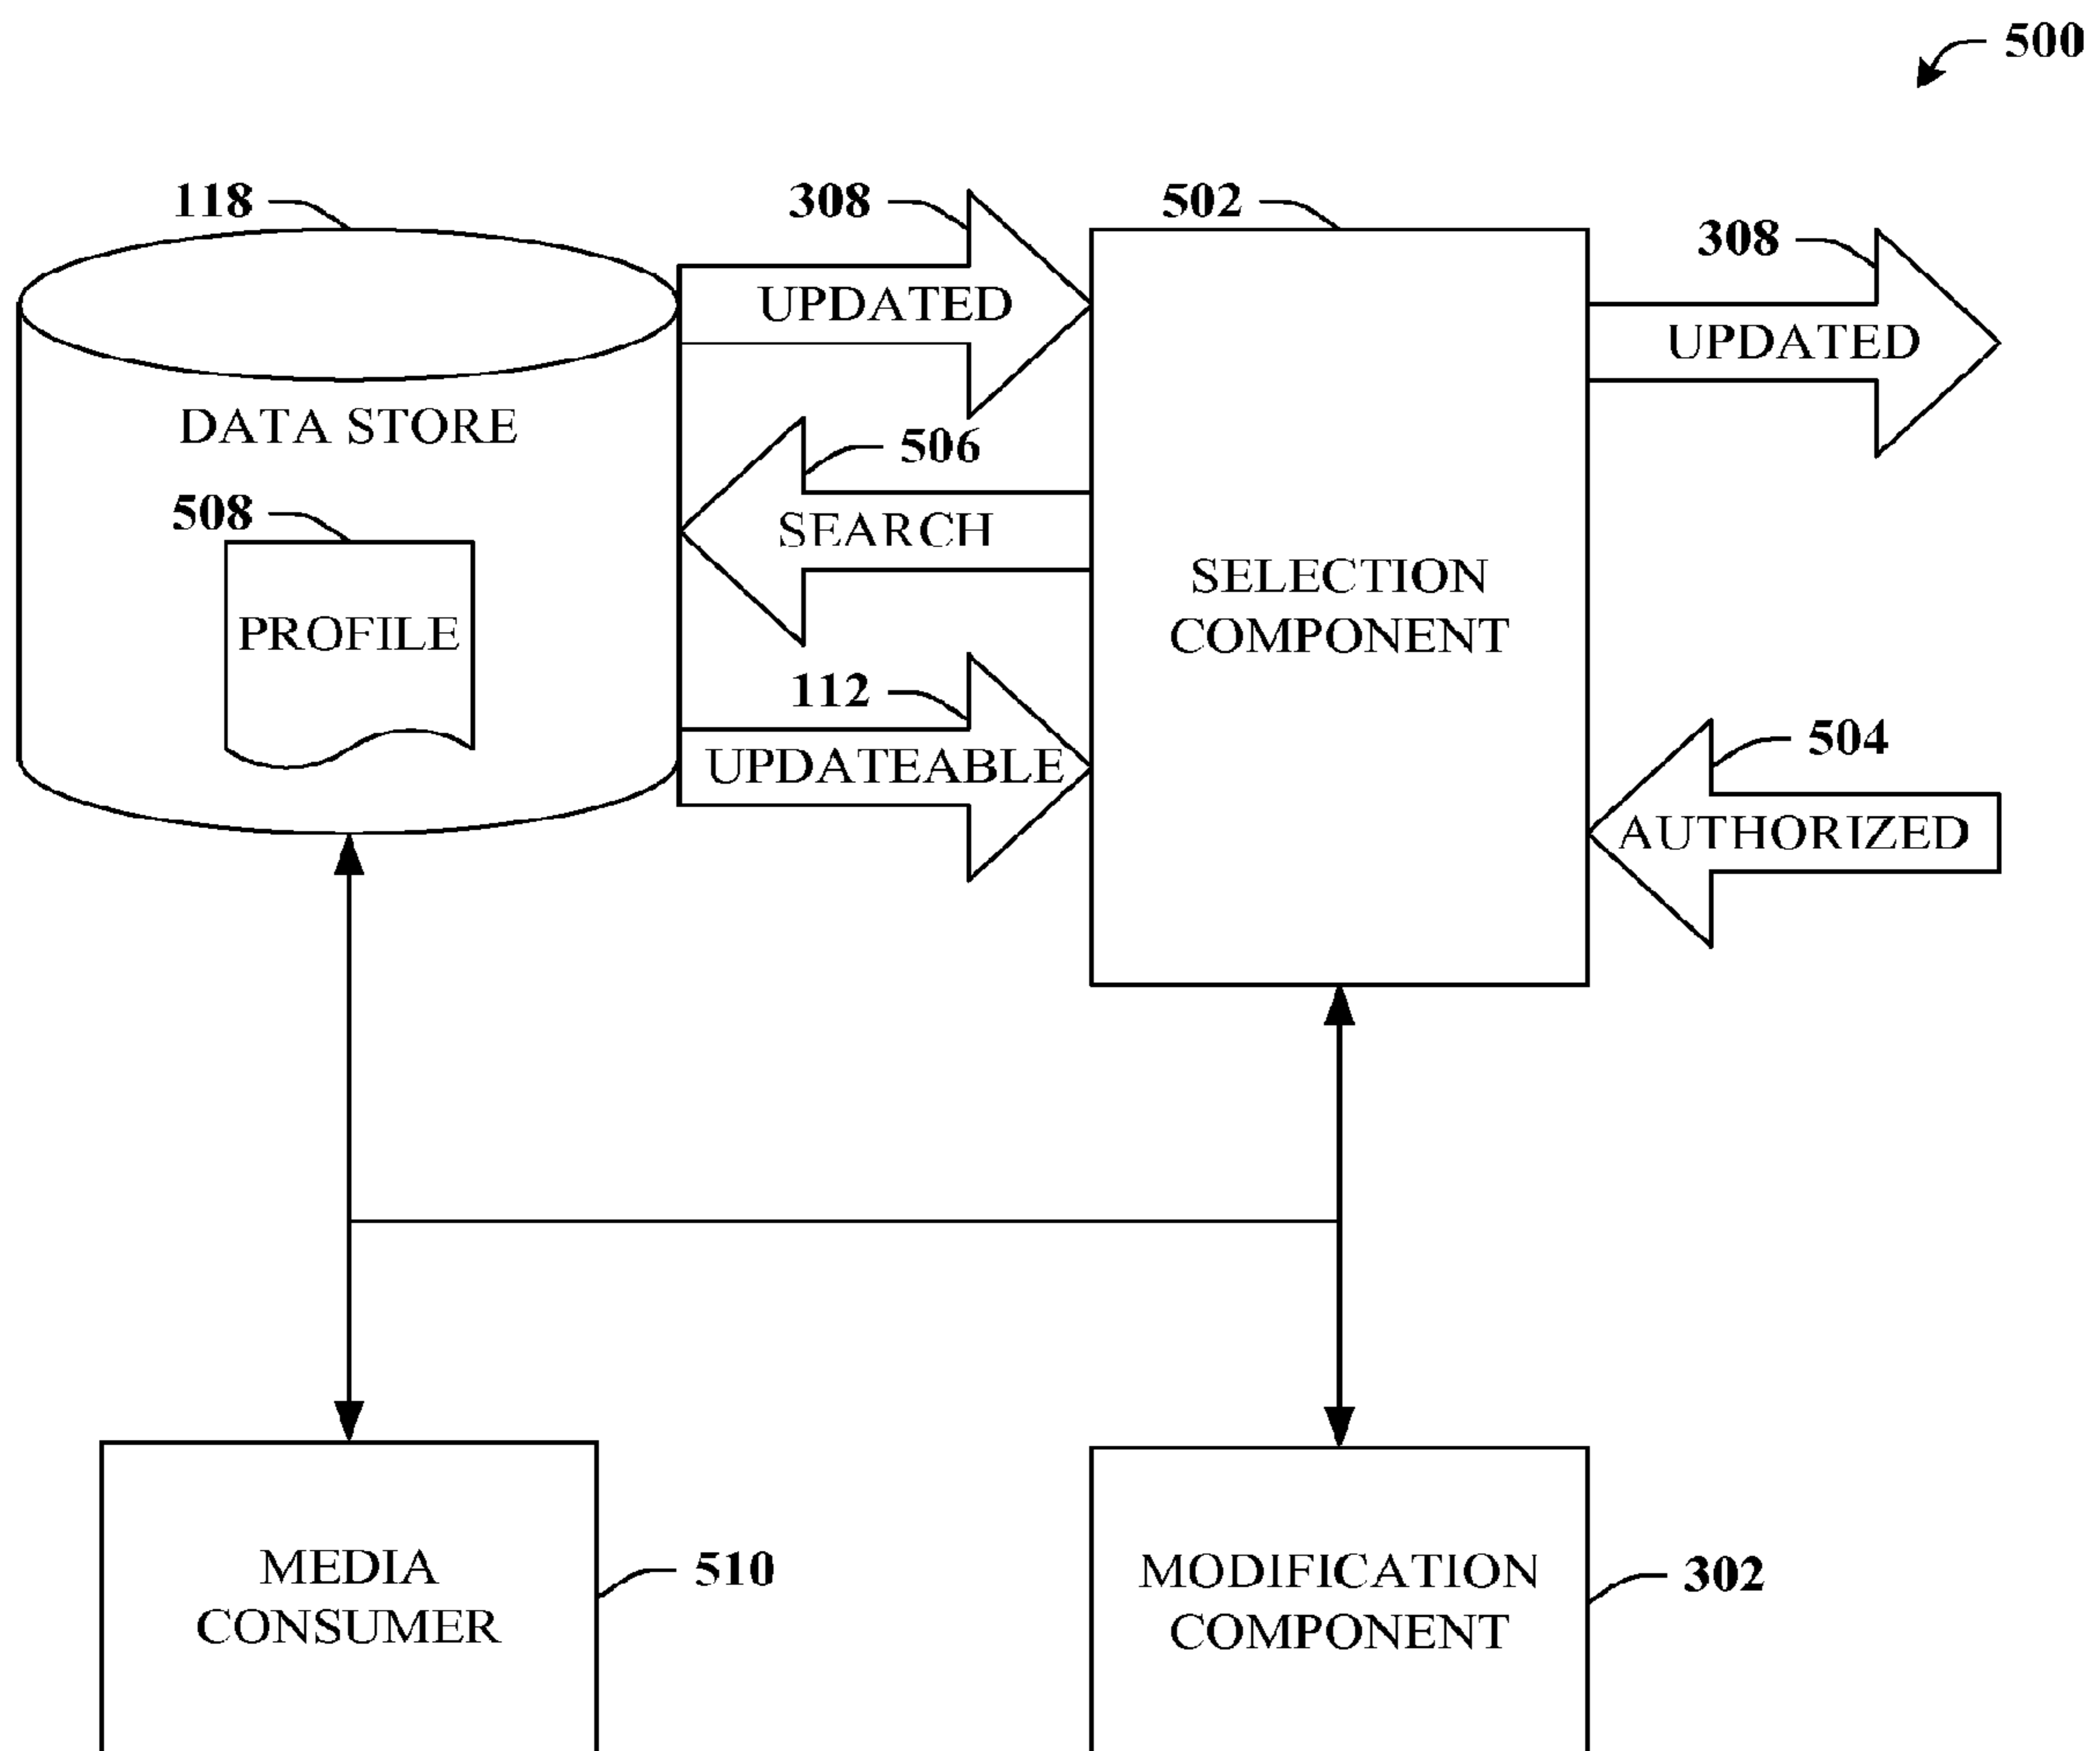 500
118
308
502
308
UPDATED
UPDATED
DATA STORE
506
508
SEARCH
SELECTION
COMPONENT
PROFILE
112
504
UPDATEABLE
AUTHORIZED
MEDIA
CONSUMER
510
MODIFICATION
COMPONENT
302